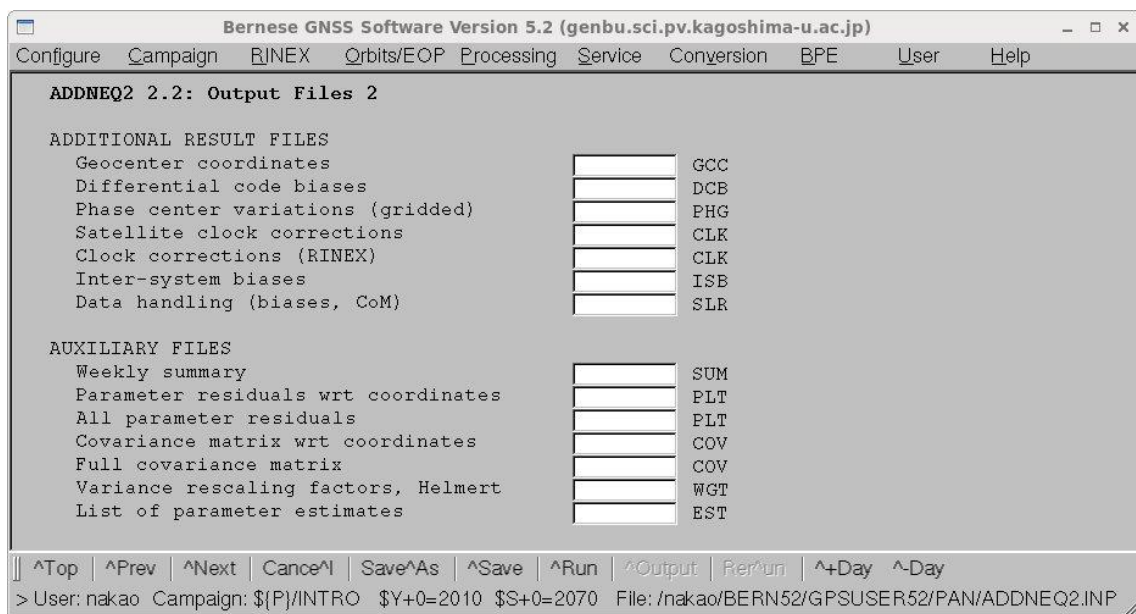 Bernese GNSS Software Version 5.2 (genbu.sci.pv.kagoshima-u.ac.jp)
Configure Campaign RINEX Orbits/EOP Processing Service Conversion BPE User Help
ADDNEQ2 2.2: Output Files 2
ADDITIONAL RESULT FILES
Geocenter coordinates GCC
Differential code biases DCB
Phase center variations (gridded) PHG
Satellite clock corrections CLK
Clock corrections (RINEX) CLK
Inter-system biases ISB
Data handling (biases, CoM) SLR
AUXILIARY FILES
Weekly summary SUM
Parameter residuals wrt coordinates PLT
All parameter residuals PLT
Covariance matrix wrt coordinates COV
Full covariance matrix COV
Variance rescaling factors, Helmert WGT
List of parameter estimates EST
^Top | ^Prev | ^Next | Cance^l | Save^As | ^Save | ^Run | ^Output | Rer^un | ^+Day ^-Day
> User: nakao Campaign: ${P}/INTRO $Y+0=2010 $S+0=2070 File: /nakao/BERN52/GPSUSER52/PAN/ADDNEQ2.INP